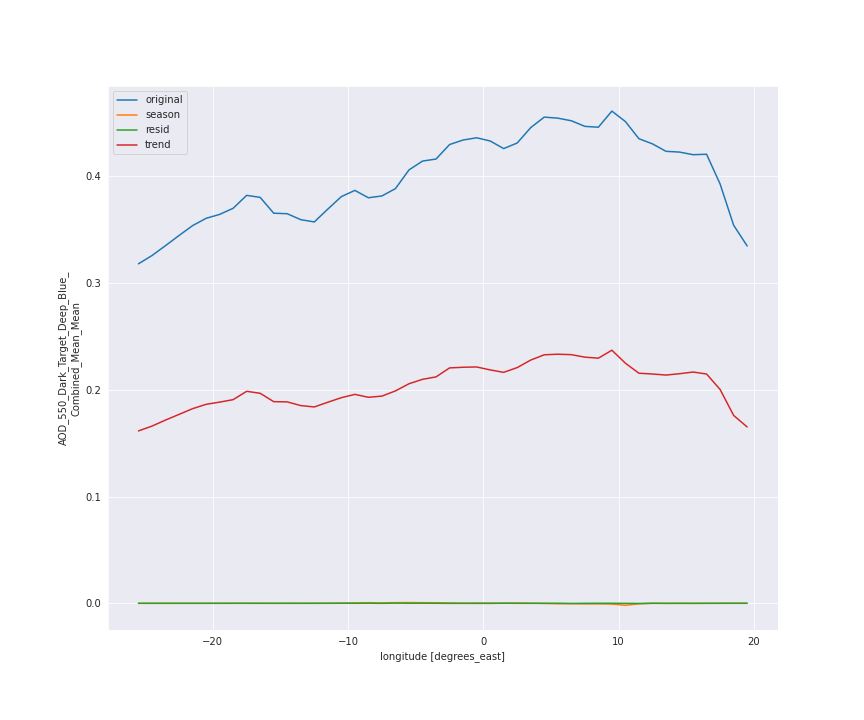 original
season
resid
trend
0.4
0.3
0.2
0.1
0.0
AOD_550_Dark_Target_Deep_Blue_
Combined_Mean_Mean
−20
−10
0
10
20
longitude [degrees_east]